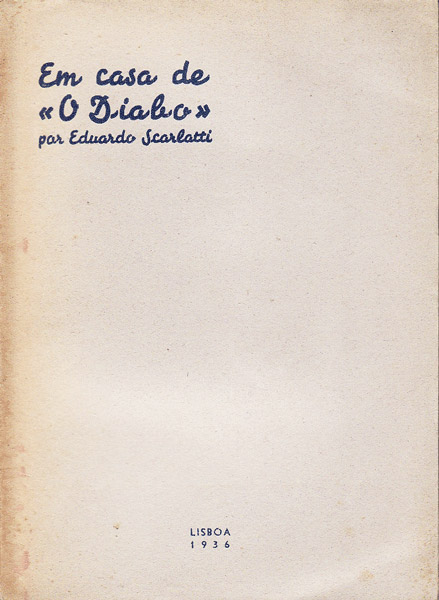 Em casa de
«O Diabo»
por Eduardo Scarlatti
LISBOA
1936